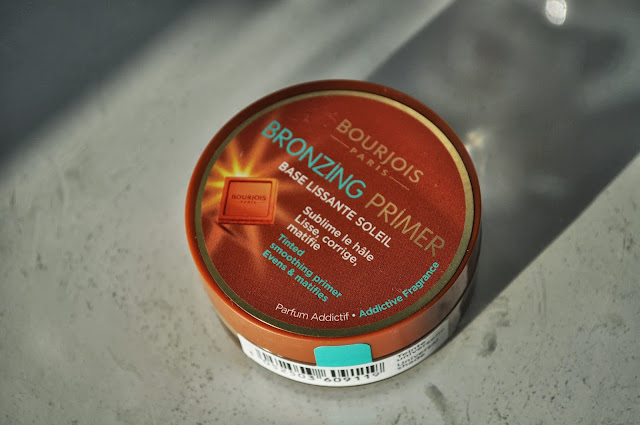 BOURJOIS
PARIS
BRONZING PRIMER
BASE LISSANTE SOLEIL
BOURJOIS
PARIS
Sublime le hâle
Lisse, corrige,
matifie
Tinted
smoothing primer
Evens & matifies
Parfum Addictif • Addictive Fragrance